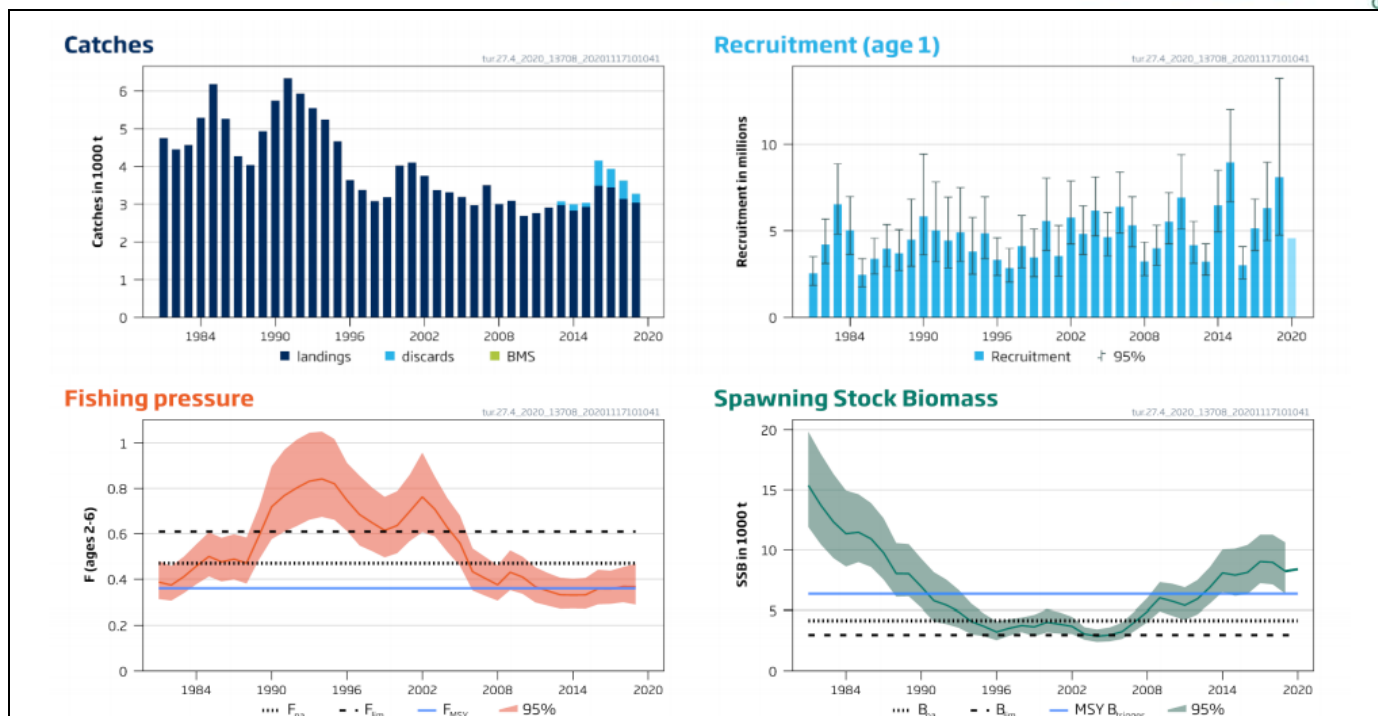 Catches
tur.27.4_2020_13708_20201117101041
Catches in 1000 t
6
5
4
3
2
1
0
1984 1990 1996 2002 2008 2014 2020
landings discards BMS
Recruitment (age 1)
tur.27.4_2020_13708_20201117101041
Recruitment in millions
10
5
0
1984 1990 1996 2002 2008 2014 2020
Recruitment 95%
Fishing pressure
tur.27.4_2020_13708_20201117101041
F (ages 2-6)
1
0.8
0.6
0.4
0.2
0
1984 1990 1996 2002 2008 2014 2020
F F F 95%
Spawning Stock Biomass
tur.27.4_2020_13708_20201117101041
SSB in 1000 t
20
15
10
5
0
1984 1990 1996 2002 2008 2014 2020
B B MSY B 95%